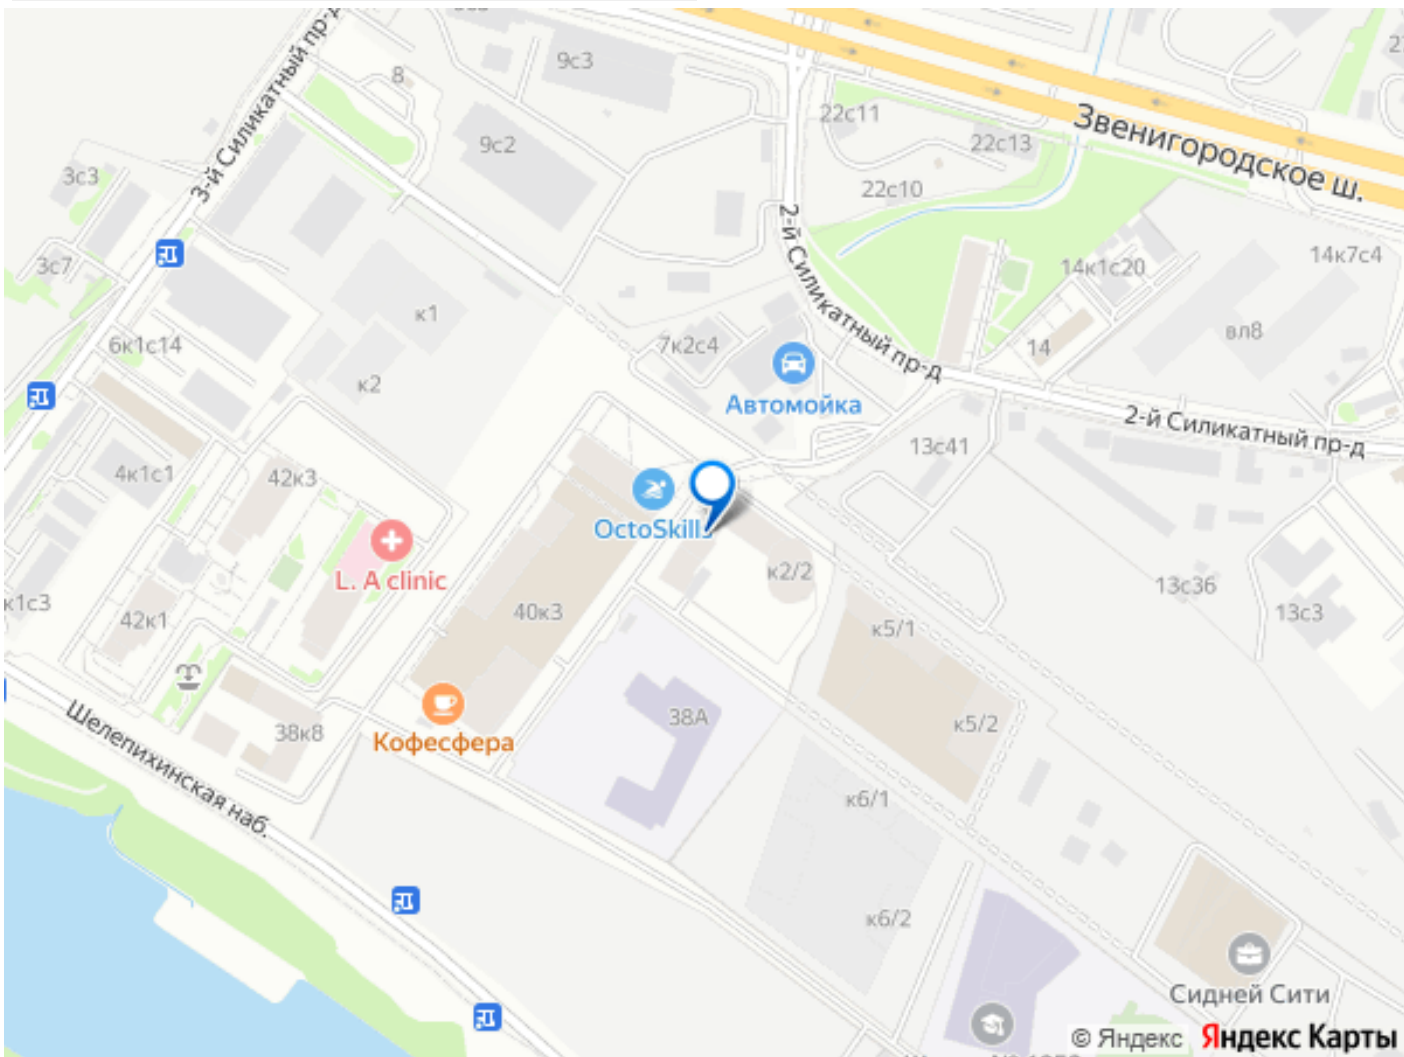 9с3
8
3-й Силикатный пр-д
9с2
22с11
22с13
22с10
Звенигородское ш.
3с3
3с7
2-й Силикатный пр-д
14к1с20
14к7с4
к1
6к1с14
7к2с4
14
вл8
к2
Автомойка
2-й Силикатный пр-д
13с41
4к1с1
42к3
OctoSkills
L. A clinic
к2/2
13с36
к1с3
42к1
40к3
13с3
к5/1
Шелепихинская наб.
38к8
38А
к5/2
Кофесфера
к6/1
к6/2
Сидней Сити
© Яндекс Яндекс Карты